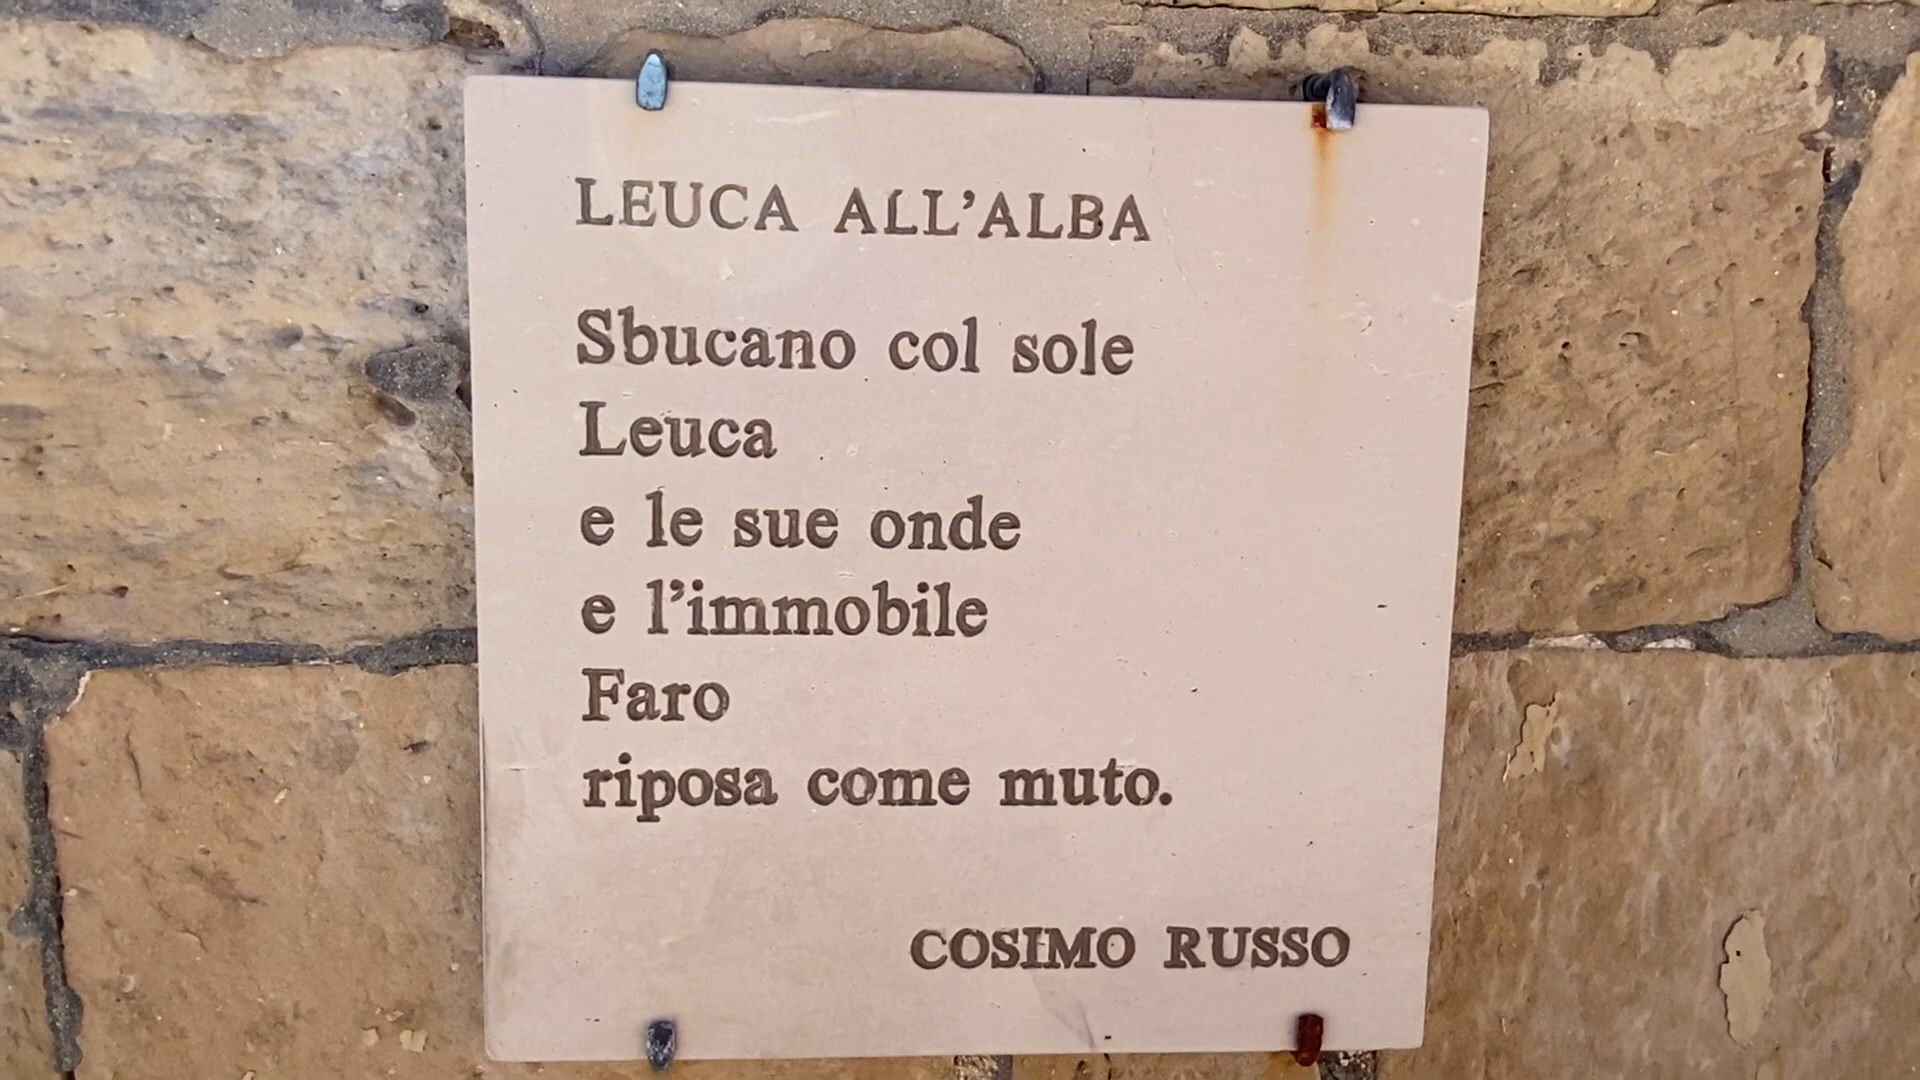 LEUCA ALL'ALBA
Sbucano col sole
Leuca
e le sue onde
e l'immobile
Faro
riposa come muto.
COSIMO RUSSO